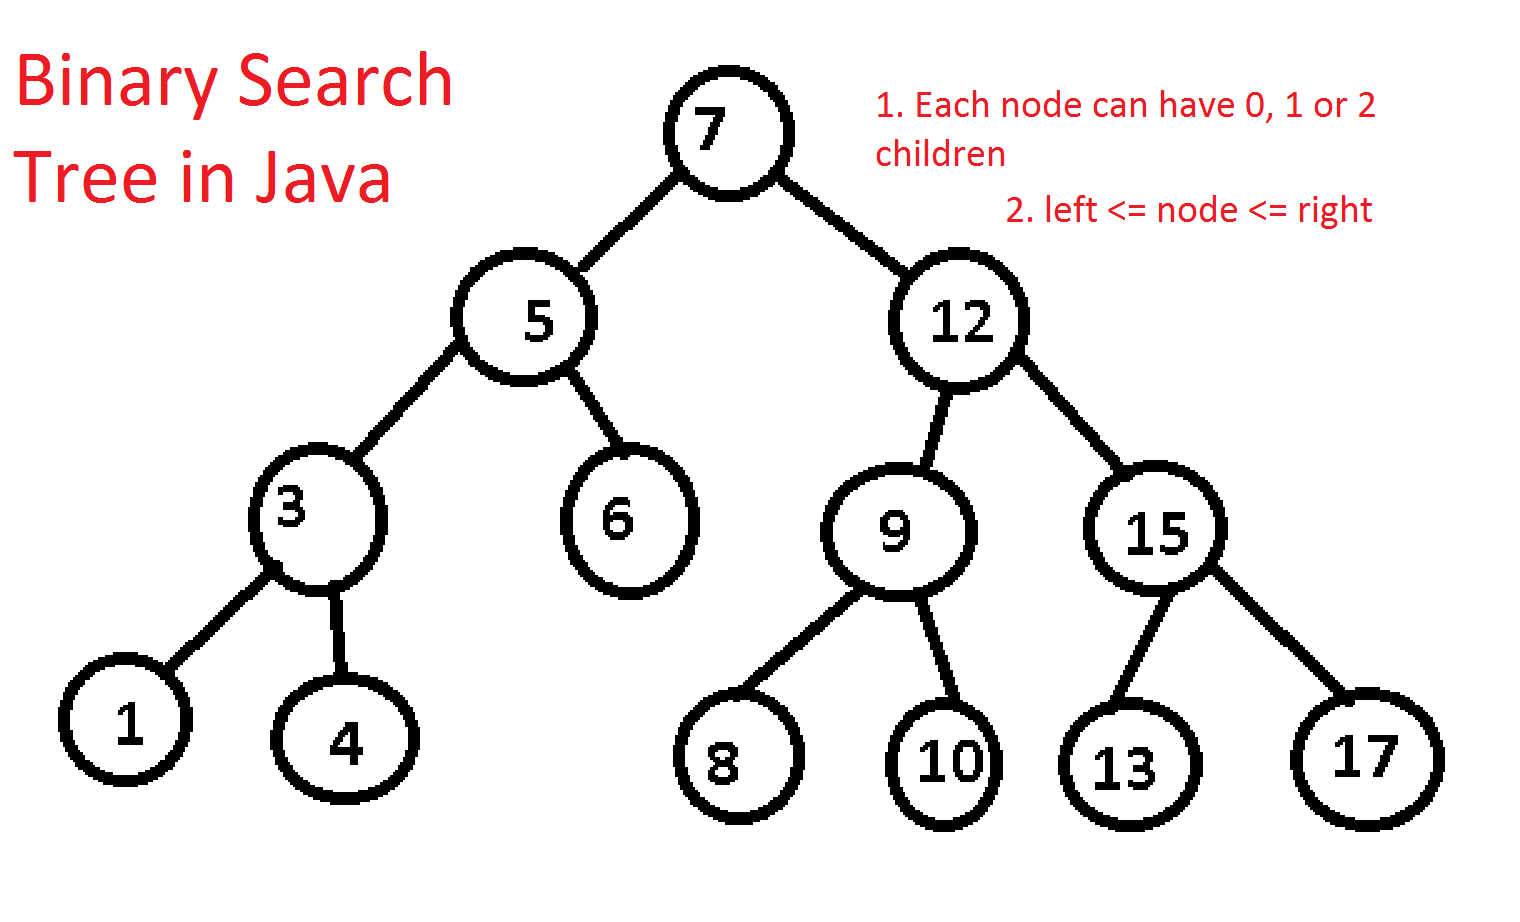 Binary Search
Tree in Java
1. Each node can have 0, 1 or 2
children
2. left <= node <= right
7
5
12
3
6
9
15
1
4
8
10
13
17